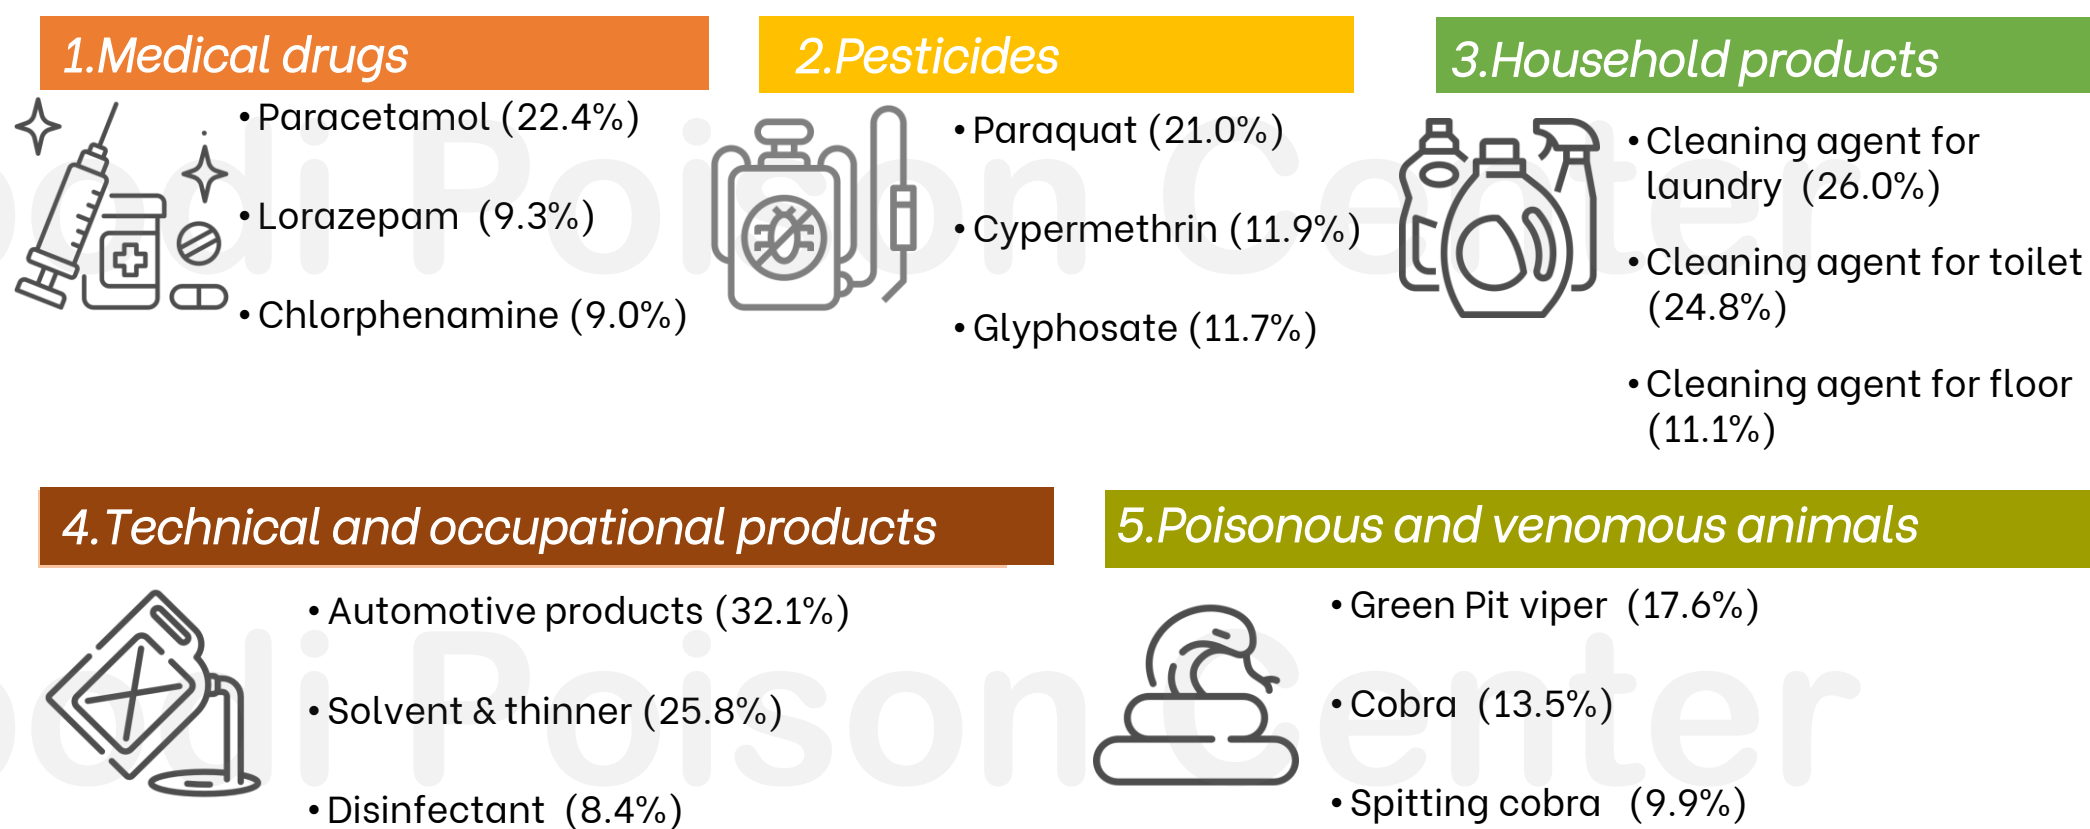 1.Medical drugs
• Paracetamol (22.4%)
• Lorazepam (9.3%)
• Chlorphenamine (9.0%)
2.Pesticides
• Paraquat (21.0%)
• Cypermethrin (11.9%)
• Glyphosate (11.7%)
3.Household products
• Cleaning agent for
laundry (26.0%)
• Cleaning agent for toilet
(24.8%)
• Cleaning agent for floor
(11.1%)
4.Technical and occupational products
• Automotive products (32.1%)
• Solvent & thinner (25.8%)
• Disinfectant (8.4%)
5.Poisonous and venomous animals
• Green Pit viper (17.6%)
• Cobra (13.5%)
• Spitting cobra (9.9%)
Poison Center
Poison Center